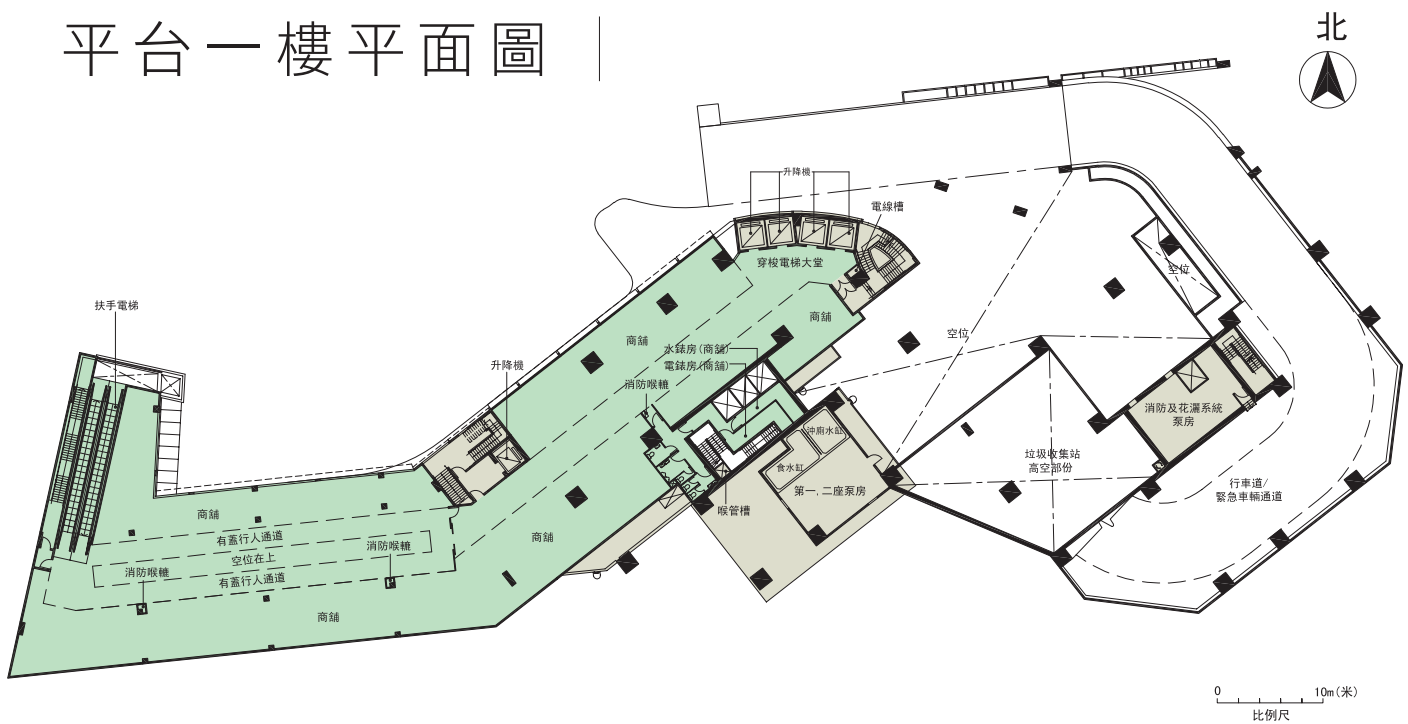 平台一樓平面圖
北
升降機
電線槽
穿梭電梯大堂
空位
扶手電梯
商舖
空位
商舖
水錶房(商舖)
升降機
電錶房(商舖)
消防喉轆
消防及花灑系統
泵房
沖廁水缸
垃圾收集站
高空部份
食水缸
第一, 二座泵房
行車道/
緊急車輛通道
喉管槽
商舖
有蓋行人通道
商舖
消防喉轆
空位在上
消防喉轆
有蓋行人通道
商舖
0
10m(米)
比例尺